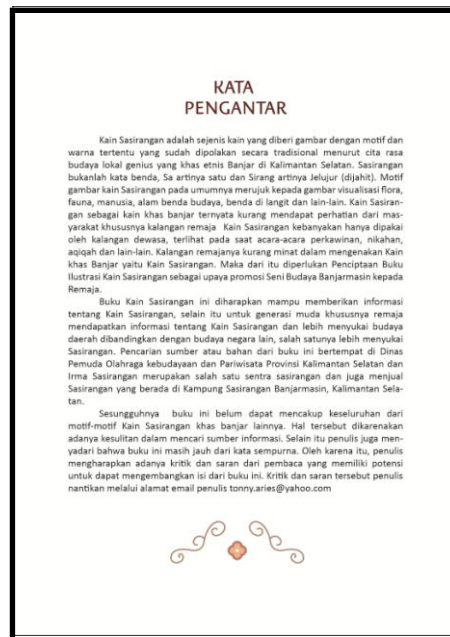 KATA
PENGANTAR
Kain Sasirangan adalah sejenis kain yang diberi gambar dengan motif dan
warna tertentu yang sudah dipolakan secara tradisional menurut cita rasa
budaya lokal genius yang khas etnis Banjar di Kalimantan Selatan. Sasirangan
bukanlah kata benda, Sa artinya satu dan Sirang artinya Jelujur (dijahit). Motif
gambar kain Sasirangan pada umumnya merujuk kepada gambar visualisasi flora,
fauna, manusia, alam benda budaya, benda di langit dan lain-lain. Kain Sasiran-
gan sebagai kain khas banjar ternyata kurang mendapat perhatian dari mas-
yarakat khususnya kalangan remaja Kain Sasirangan kebanyakan hanya dipakai
oleh kalangan dewasa, terlihat pada saat acara-acara perkawinan, nikahan,
aqiqah dan lain-lain. Kalangan remajanya kurang minat dalam mengenakan Kain
khas Banjar yaitu Kain Sasirangan. Maka dari itu diperlukan Penciptaan Buku
Ilustrasi Kain Sasirangan sebagai upaya promosi Seni Budaya Banjarmasin kepada
Remaja.
Buku Kain Sasirangan ini diharapkan mampu memberikan informasi
tentang Kain Sasirangan, selain itu untuk generasi muda khususnya remaja
mendapatkan informasi tentang Kain Sasirangan dan lebih menyukai budaya
daerah dibandingkan dengan budaya negara lain, salah satunya lebih menyukai
Sasirangan. Pencarian sumber atau bahan dari buku ini bertempat di Dinas
Pemuda Olahraga kebudayaan dan Pariwisata Provinsi Kalimantan Selatan dan
Irma Sasirangan merupakan salah satu sentra sasirangan dan juga menjual
Sasirangan yang berada di Kampung Sasirangan Banjarmasin, Kalimantan Sela-
tan.
Sesungguhnya buku ini belum dapat mencakup keseluruhan dari
motif-motif Kain Sasirangan khas banjar lainnya. Hal tersebut dikarenakan
adanya kesulitan dalam mencari sumber informasi. Selain itu penulis juga men-
yadari bahwa buku ini masih jauh dari kata sempurna. Oleh karena itu, penulis
mengharapkan adanya kritik dan saran dari pembaca yang memiliki potensi
untuk dapat mengembangkan isi dari buku ini. Kritik dan saran tersebut penulis
nantikan melalui alamat email penulis tonny.aries@yahoo.com